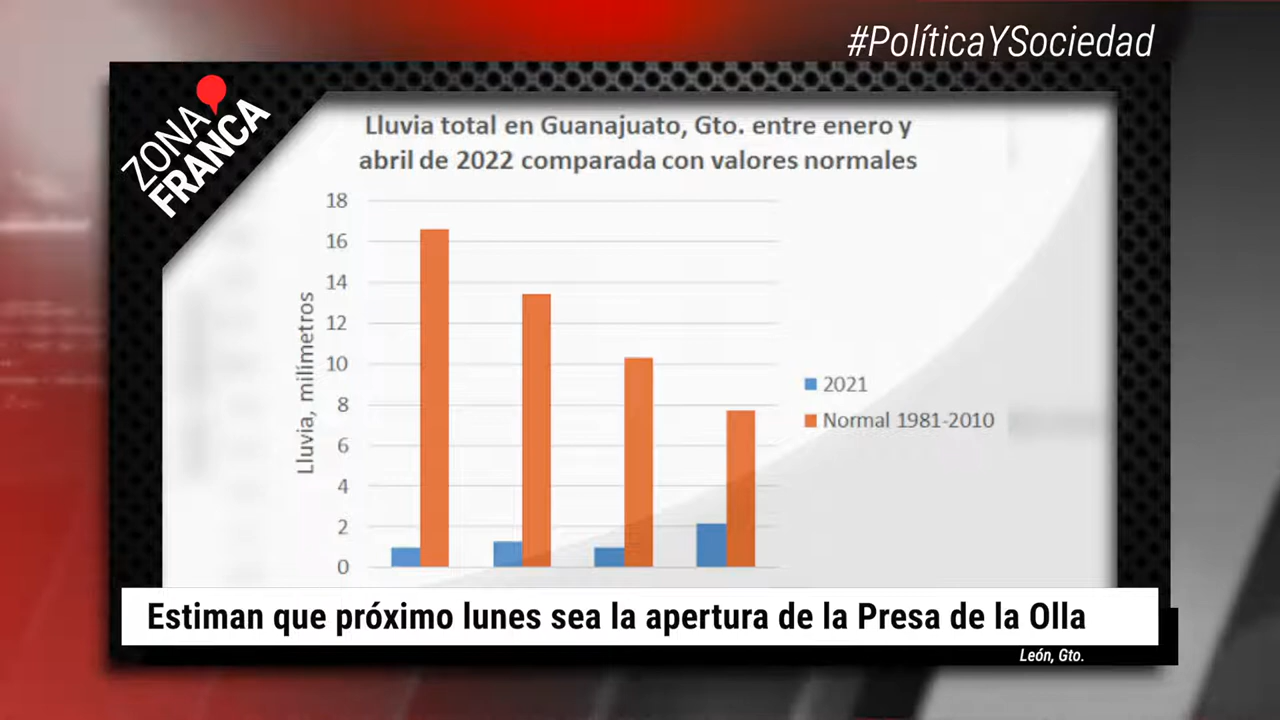 #PolíticaYSociedad
ZONA
FRANCA
Lluvia total en Guanajuato, Gto. entre enero y
abril de 2022 comparada con valores normales
18
16
14
12
10
8
6
4
2
0
Lluvia, milímetros
2021
Normal 1981-2010
Estiman que próximo lunes sea la apertura de la Presa de la Olla
León, Gto.